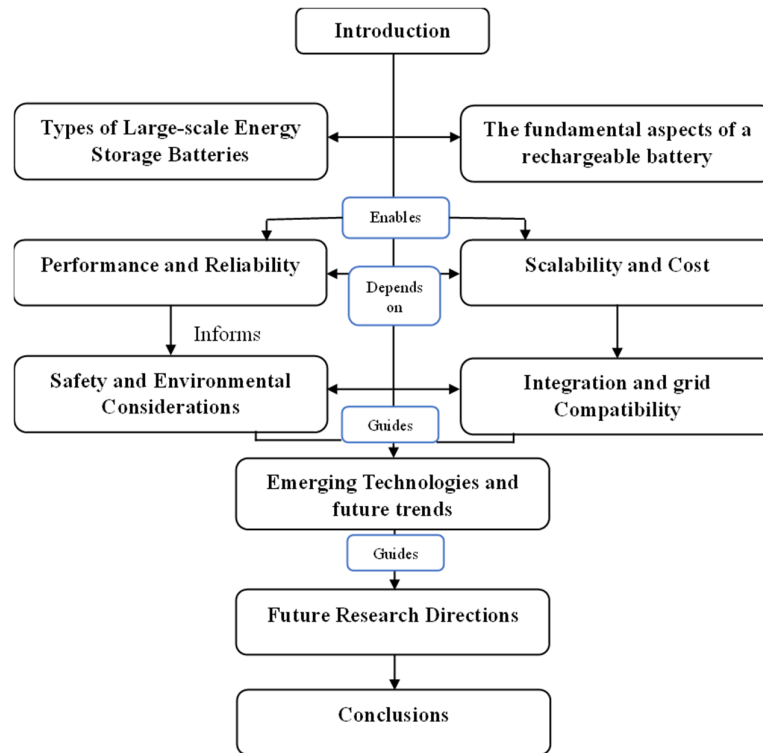 Introduction
Types of Large-scale Energy
Storage Batteries
The fundamental aspects of a
rechargeable battery
Enables
Performance and Reliability
Scalability and Cost
Depends
on
Informs
Safety and Environmental
Considerations
Integration and grid
Compatibility
Guides
Emerging Technologies and
future trends
Guides
Future Research Directions
Conclusions